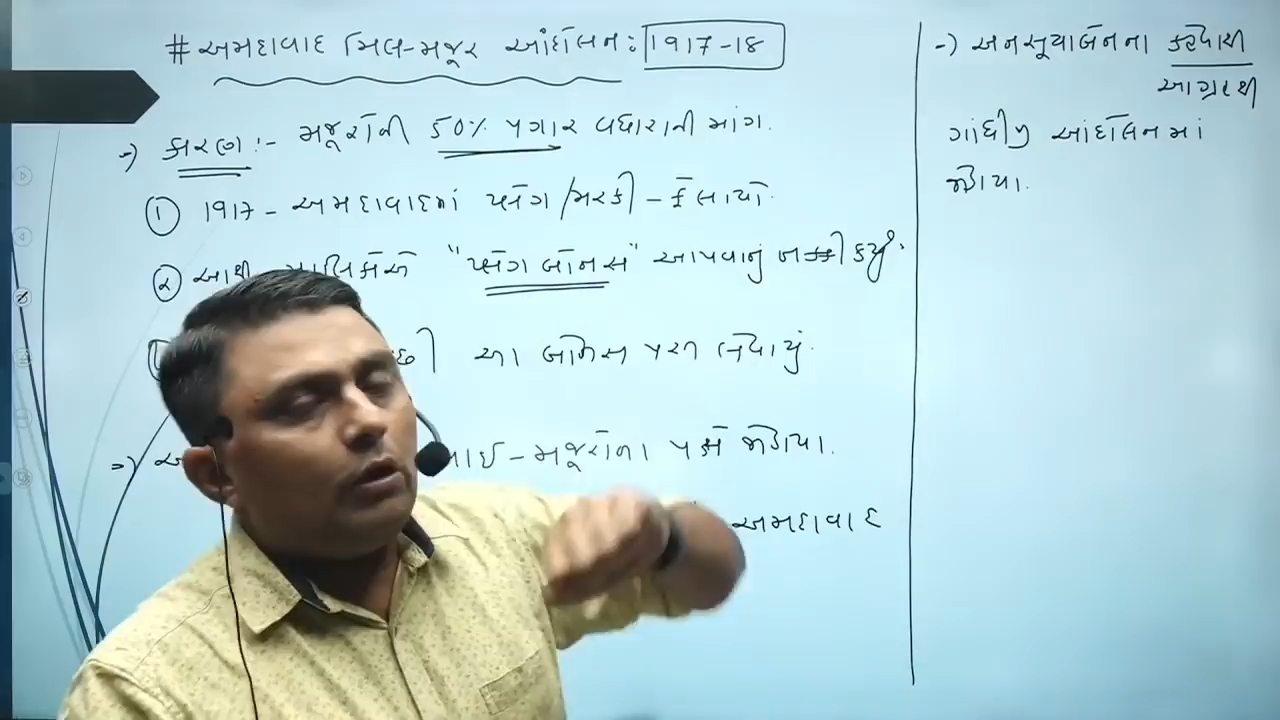 # અમદાવાદ મિલ-મજૂર આંદોલન : 1917-18
-) કારણ :- મજૂરોની 50% પગાર વધારાની માંગ.
① 1917 - અમદાવાદમાં પ્લેગ/મરકી - ફેલાયો.
② આથી માલિકોએ "પ્લેગ બોનસ" આપવાનું નક્કી કર્યું.
આ બોનસ પરત લેવાયું.
- મજૂરોના પક્ષે જોડાયા.
અમદાવાદ
-) અનસૂયાબેનના કહેવાથી
આગ્રહથી
ગાંધીજી આંદોલનમાં
જોડાયા.